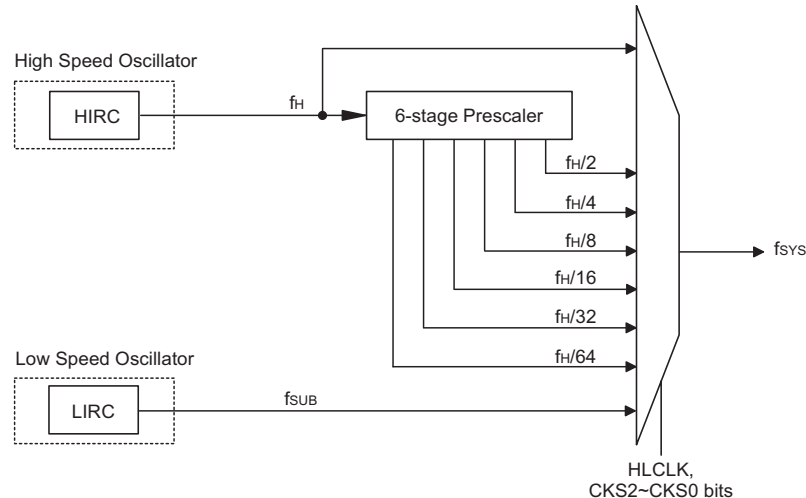 High Speed Oscillator
HIRC
fH
6-stage Prescaler
fH/2
fH/4
fH/8
fH/16
fH/32
fH/64
fSYS
Low Speed Oscillator
LIRC
fSUB
HLCLK,
CKS2~CKS0 bits